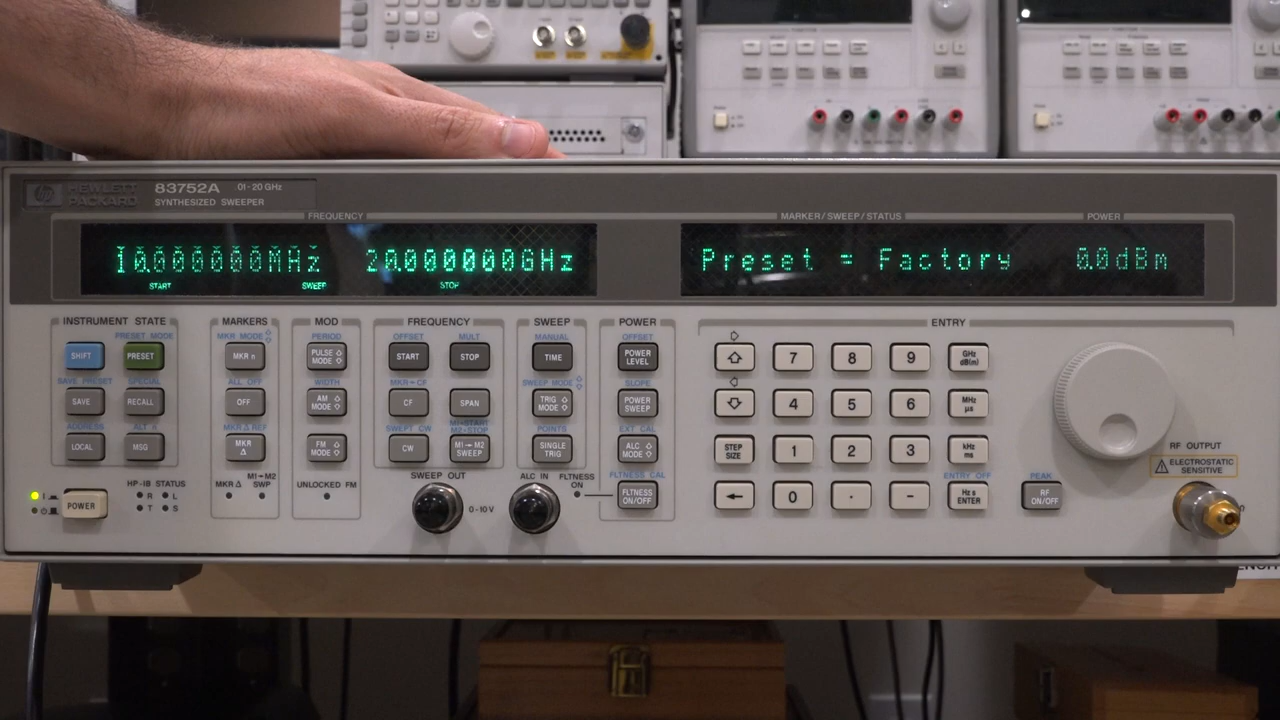 HEWLETT
PACKARD
83752A .01-20 GHz
SYNTHESIZED SWEEPER
FREQUENCY
MARKER/SWEEP/STATUS
POWER
10.000000MHz 20.000000GHz
START SWEEP STOP
Preset = Factory 0.0dBm
INSTRUMENT STATE
PRESET MODE
SHIFT PRESET
SAVE PRESET SPECIAL
SAVE RECALL
ADDRESS ALT n
LOCAL MSG
HP-IB STATUS
R L
T S
POWER
MARKERS
MKR MODE
MKR n
ALL OFF
OFF
MKR Δ REF
MKR
Δ
MKR Δ
M1→M2
SWP
MOD
PERIOD
PULSE
MODE
WIDTH
AM
MODE
FM
MODE
UNLOCKED FM
FREQUENCY
OFFSET MULT
START STOP
MKR→CF
CF SPAN
SWEPT CW
M1→START
M2→STOP
CW
M1→M2
SWEEP
SWEEP OUT
0-10 V
SWEEP
MANUAL
TIME
SWEEP MODE
TRIG
MODE
POINTS
SINGLE
TRIG
ALC IN
FLTNESS
ON
POWER
OFFSET
POWER
LEVEL
SLOPE
POWER
SWEEP
EXT CAL
ALC
MODE
FLTNESS CAL
FLTNESS
ON/OFF
ENTRY
7 8 9
GHz
dB(m)
4 5 6
MHz
µs
STEP
SIZE
1 2 3
kHz
ms
ENTRY OFF
← 0 . −
Hz s
ENTER
PEAK
RF
ON/OFF
RF OUTPUT
ELECTROSTATIC
SENSITIVE